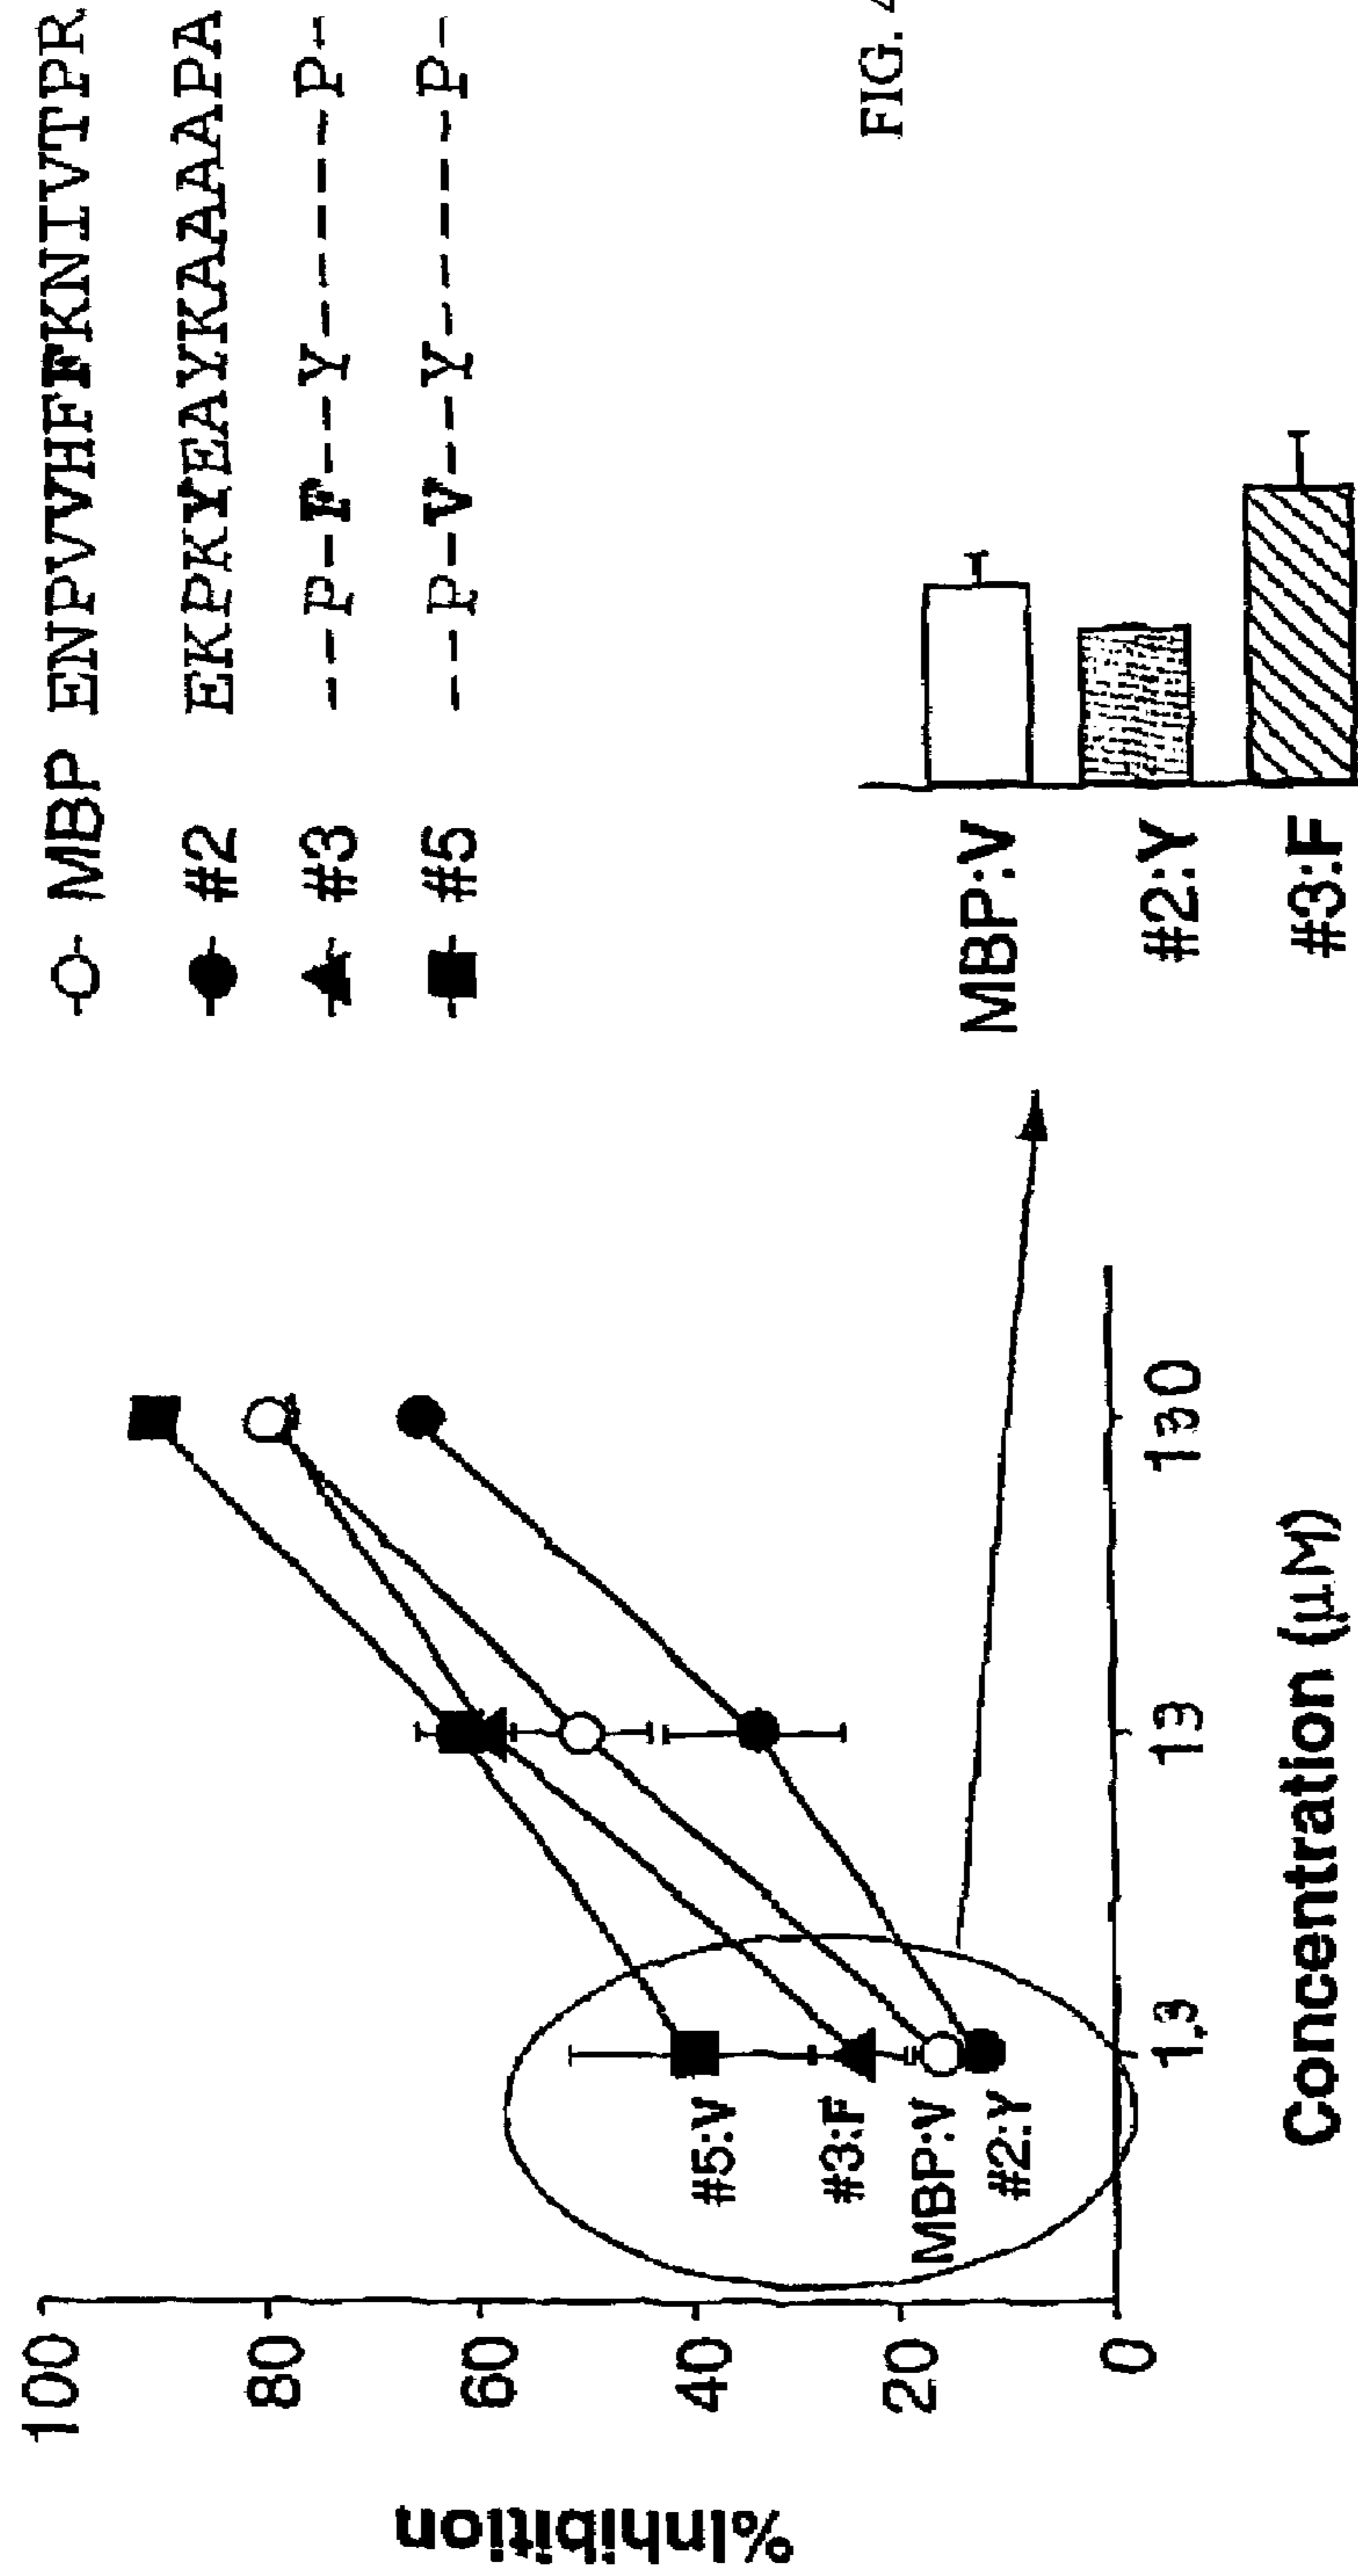 MBP ENPVVHFFKNIVTPR
#2 EKPKYEAYKAAAAPA
#3 --P-F--Y------P-
#5 ---P-V--Y------P-
100
80
60
40
20
0
%Inhibition
#5:V
#3:F
MBP:V
#2:Y
1.3
13
130
Concentration (μM)
MBP:V
#2:Y
#3:F
FIG. 4